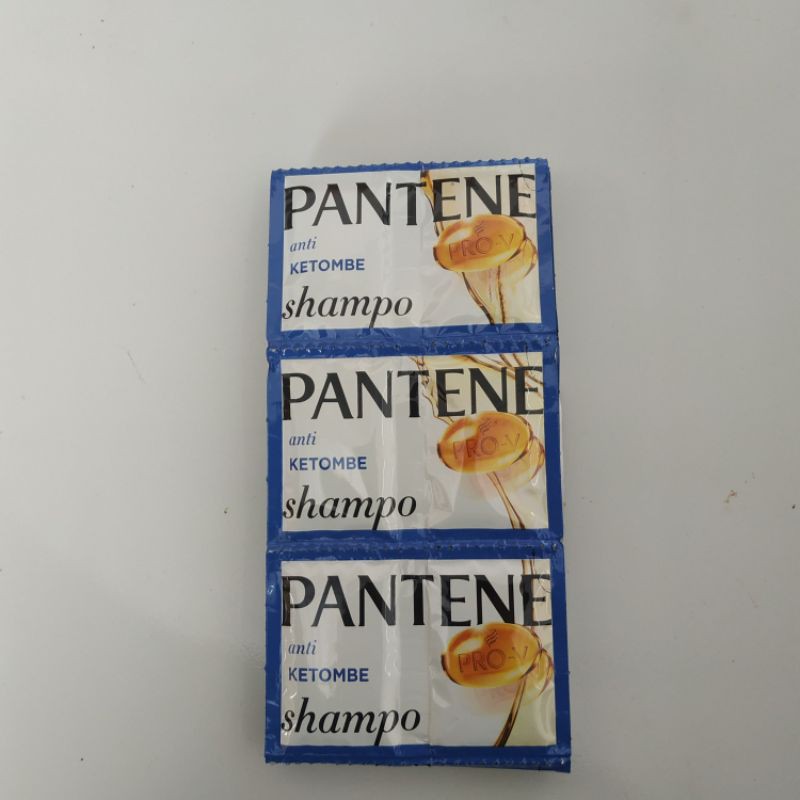 PANTENE
anti
KETOMBE
shampo
PRO-V
PANTENE
anti
KETOMBE
shampo
PRO-V
PANTENE
anti
KETOMBE
shampo
PRO-V